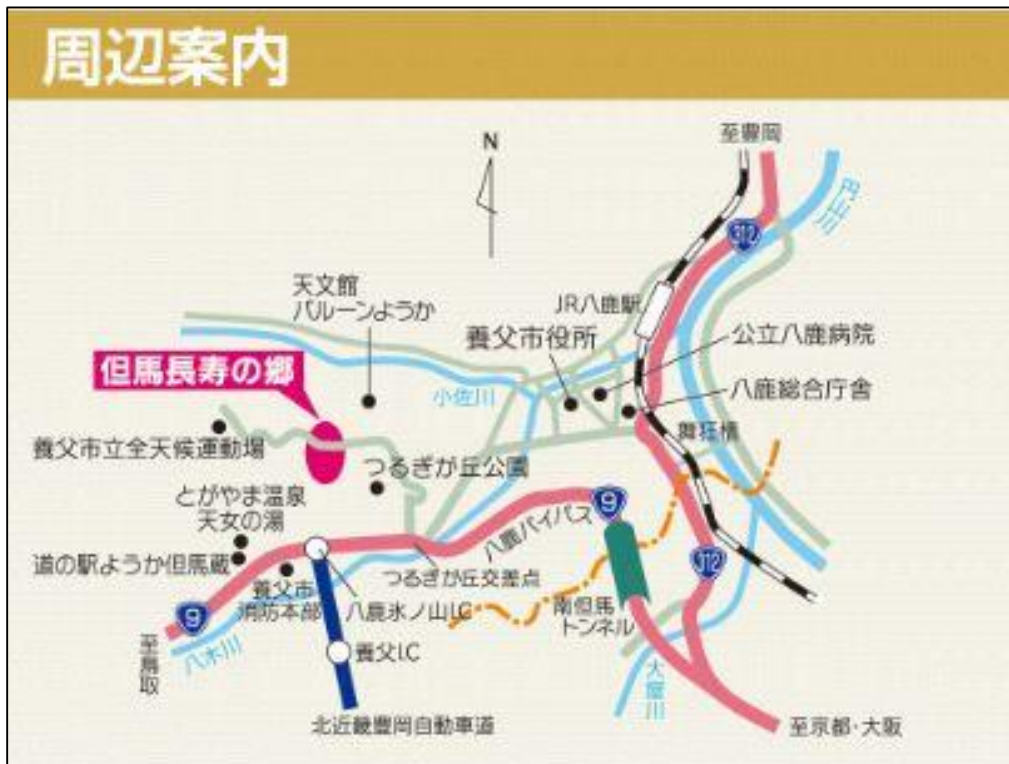 周辺案内
N
至豊岡
円山川
312
天文館
バルーンようか
JR八鹿駅
養父市役所
公立八鹿病院
但馬長寿の郷
小佐川
八鹿総合庁舎
舞狂橋
養父市立全天候運動場
つるぎが丘公園
とがやま温泉
天女の湯
9
八鹿バイパス
道の駅ようか但馬蔵
つるぎが丘交差点
312
養父市
消防本部
八鹿氷ノ山I.C
南但馬
トンネル
9
八木川
養父I.C
至鳥取
大屋川
北近畿豊岡自動車道
至京都・大阪